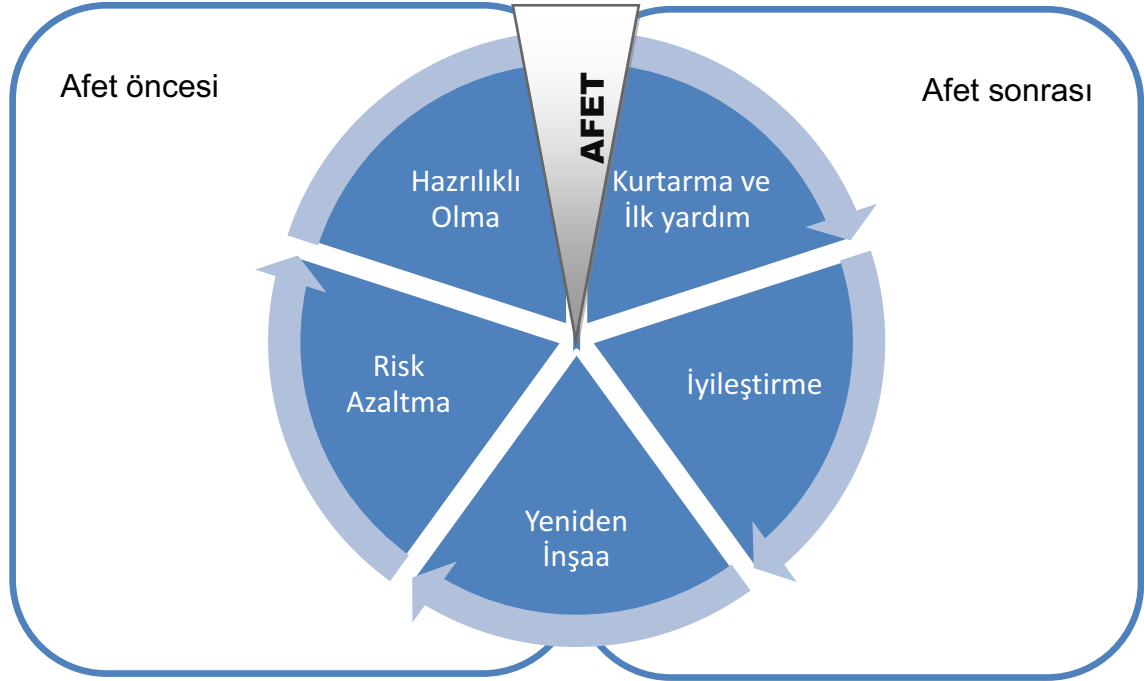 Afet öncesi
Afet sonrası
AFET
Hazrılıklı
Olma
Kurtarma ve
İlk yardım
Risk
Azaltma
İyileştirme
Yeniden
İnşaa